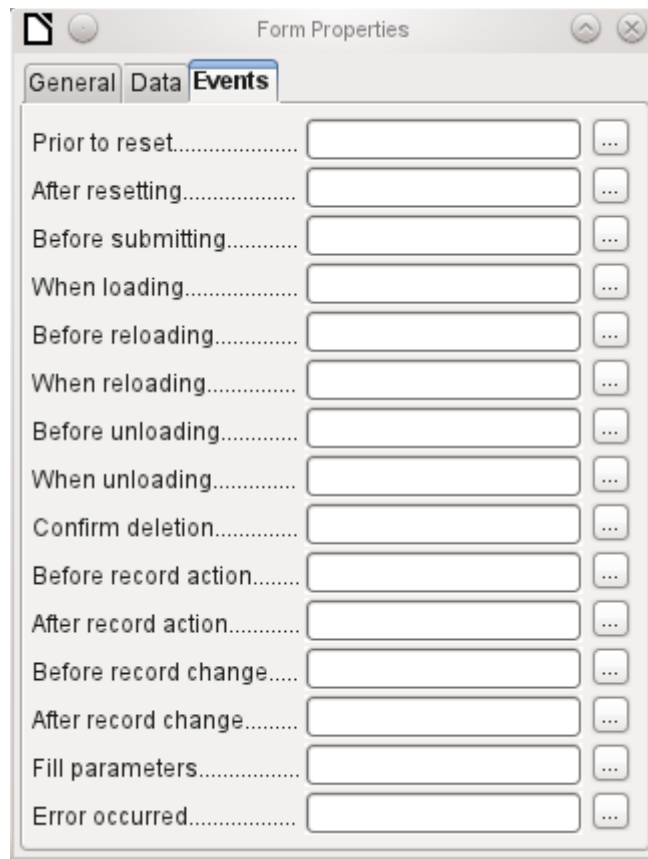 Form Properties
General Data Events
Prior to reset.................... ...
After resetting................... ...
Before submitting............ ...
When loading................... ...
Before reloading.............. ...
When reloading............... ...
Before unloading............. ...
When unloading.............. ...
Confirm deletion.............. ...
Before record action........ ...
After record action............ ...
Before record change..... ...
After record change......... ...
Fill parameters................. ...
Error occurred.................. ...